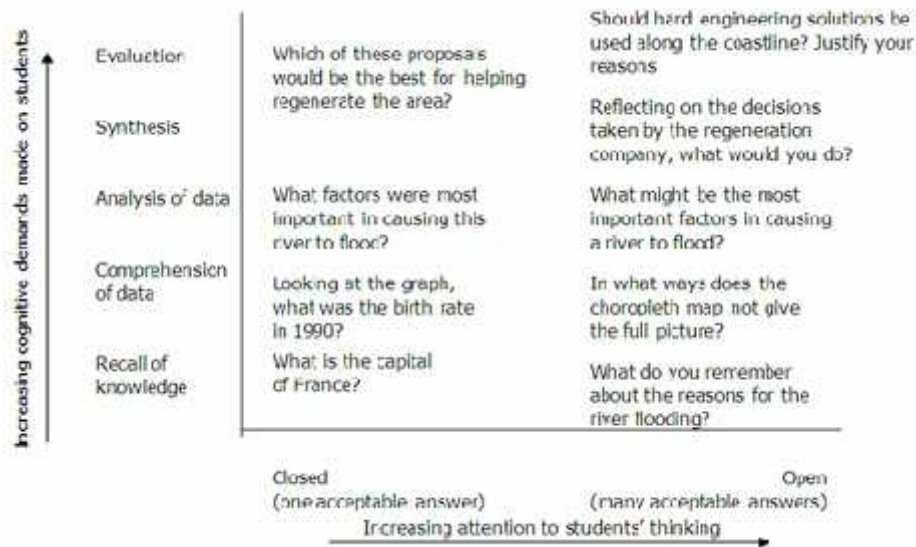 Increasing cognitive demands made on students
Evaluation
Which of these proposals
would be the best for helping
regenerate the area?
Should hard engineering solutions be
used along the coastline? Justify your
reasons
Synthesis
Reflecting on the decisions
taken by the regeneration
company, what would you do?
Analysis of data
What factors were most
important in causing this
river to flood?
What might be the most
important factors in causing
a river to flood?
Comprehension
of data
Looking at the graph,
what was the birth rate
in 1990?
In what ways does the
choropleth map not give
the full picture?
Recall of
knowledge
What is the capital
of France?
What do you remember
about the reasons for the
river flooding?
Closed
(one acceptable answer)
Open
(many acceptable answers)
Increasing attention to students' thinking